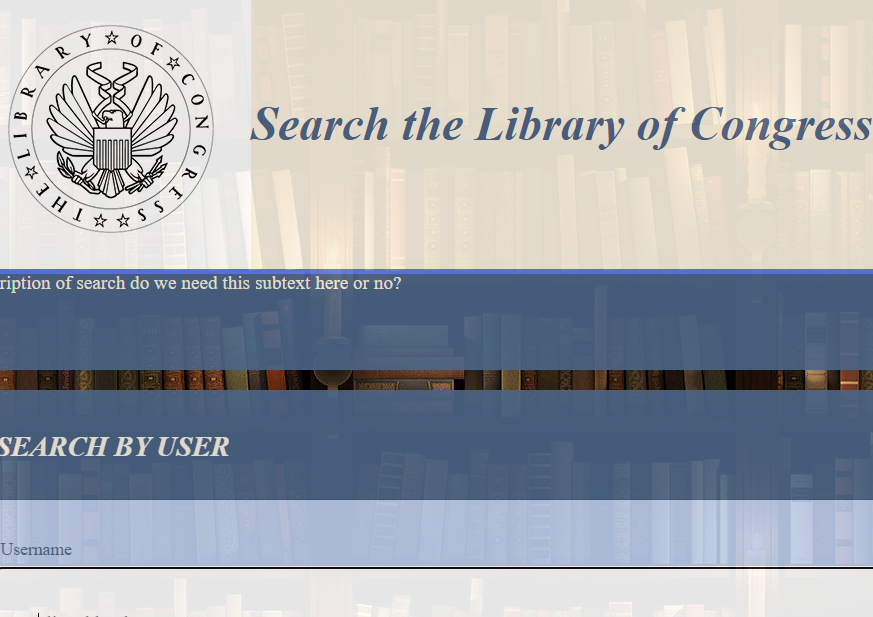 THE LIBRARY OF CONGRESS
Search the Library of Congress
ription of search do we need this subtext here or no?
SEARCH BY USER
Username